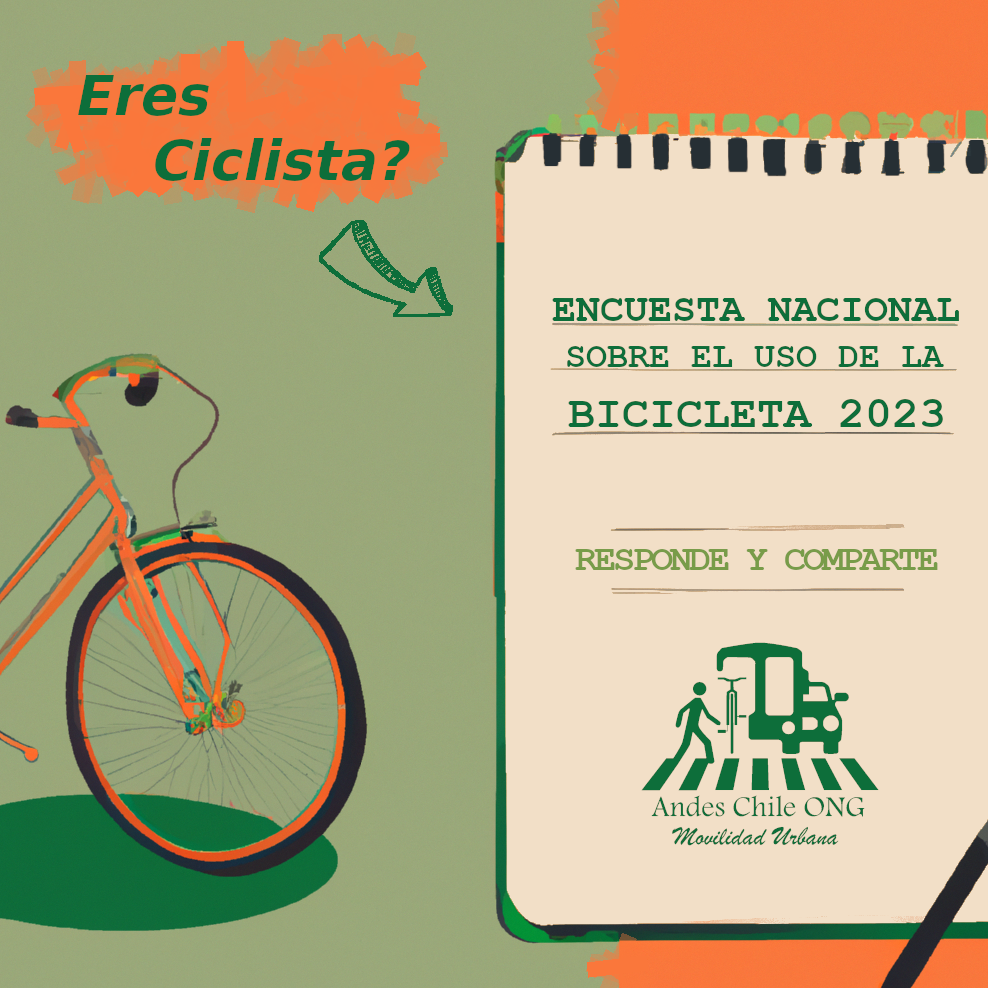 Eres
Ciclista?
ENCUESTA NACIONAL
SOBRE EL USO DE LA
BICICLETA 2023
RESPONDE Y COMPARTE
Andes Chile ONG
Movilidad Urbana